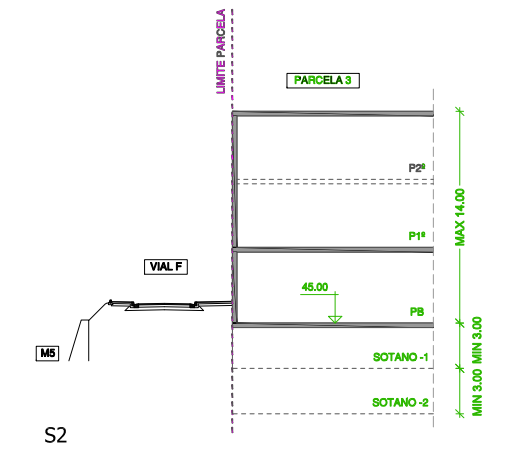 LIMITE PARCELA
PARCELA 3
P2º
P1º
MAX 14.00
VIAL F
45.00
PB
M5
SOTANO -1
MIN 3.00
SOTANO -2
MIN 3.00
S2